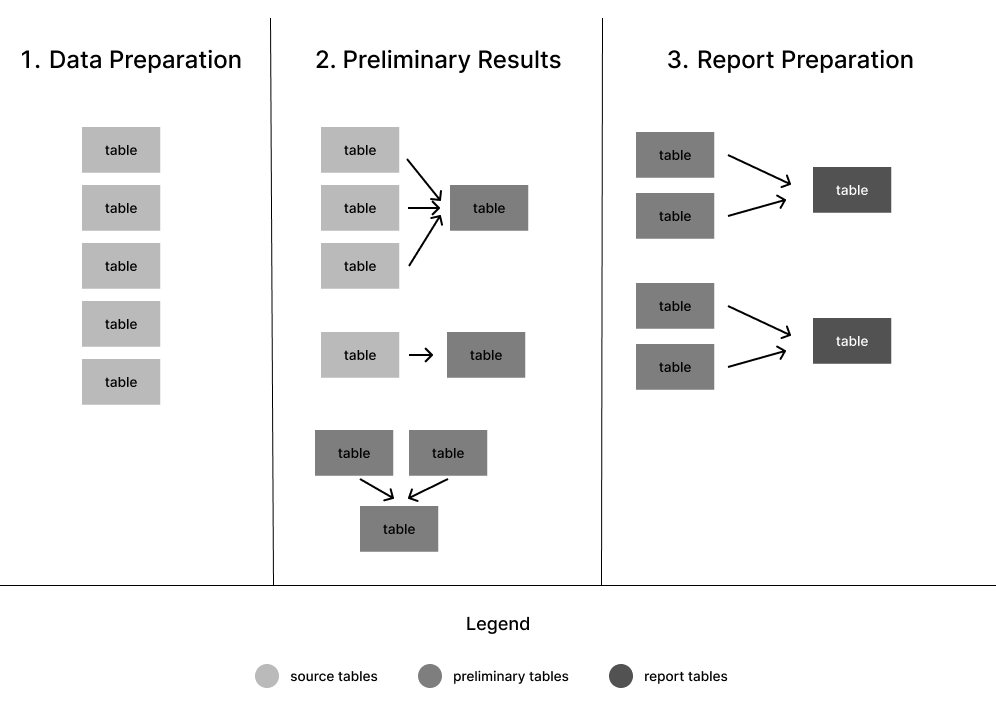 1. Data Preparation
table
table
table
table
table
2. Preliminary Results
table
table
table
table
table
table
table
table
table
3. Report Preparation
table
table
table
table
table
table
Legend
source tables
preliminary tables
report tables